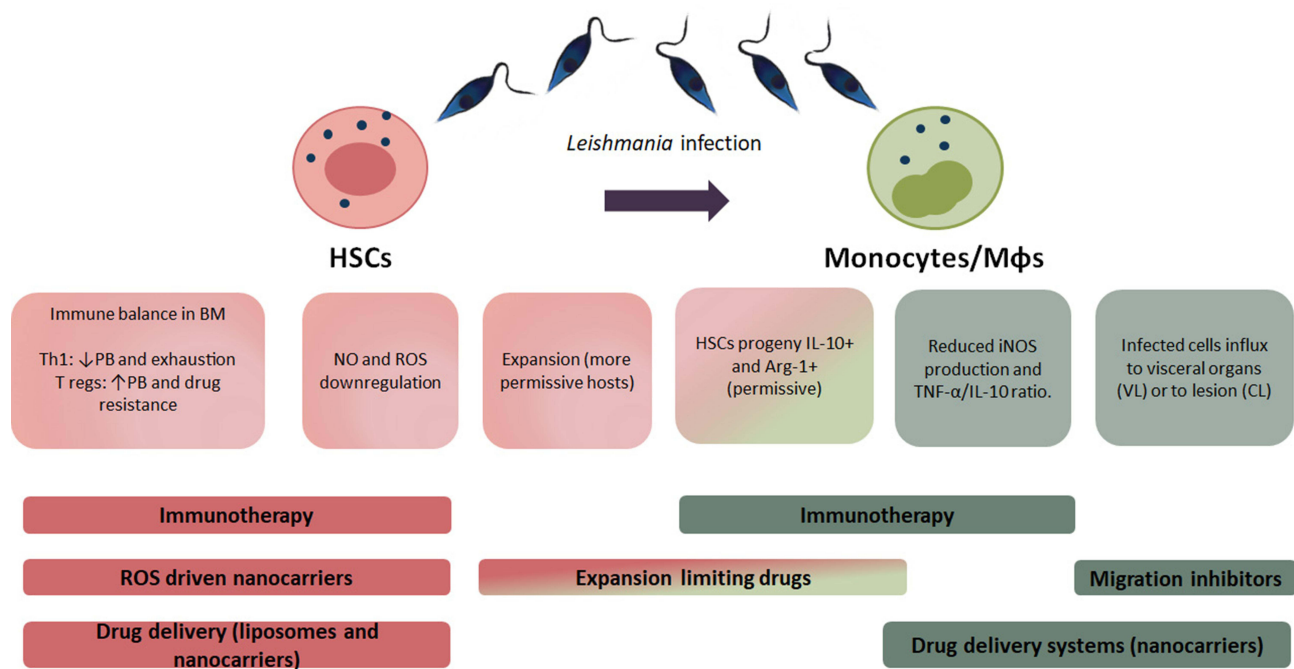 Leishmania infection
HSCs
Monocytes/Mϕs
Immune balance in BM
Th1: ↓PB and exhaustion
T regs: ↑PB and drug
resistance
NO and ROS
downregulation
Expansion (more
permissive hosts)
HSCs progeny IL-10+
and Arg-1+
(permissive)
Reduced iNOS
production and
TNF-α/IL-10 ratio.
Infected cells influx
to visceral organs
(VL) or to lesion (CL)
Immunotherapy
Immunotherapy
ROS driven nanocarriers
Expansion limiting drugs
Migration inhibitors
Drug delivery (liposomes and
nanocarriers)
Drug delivery systems (nanocarriers)